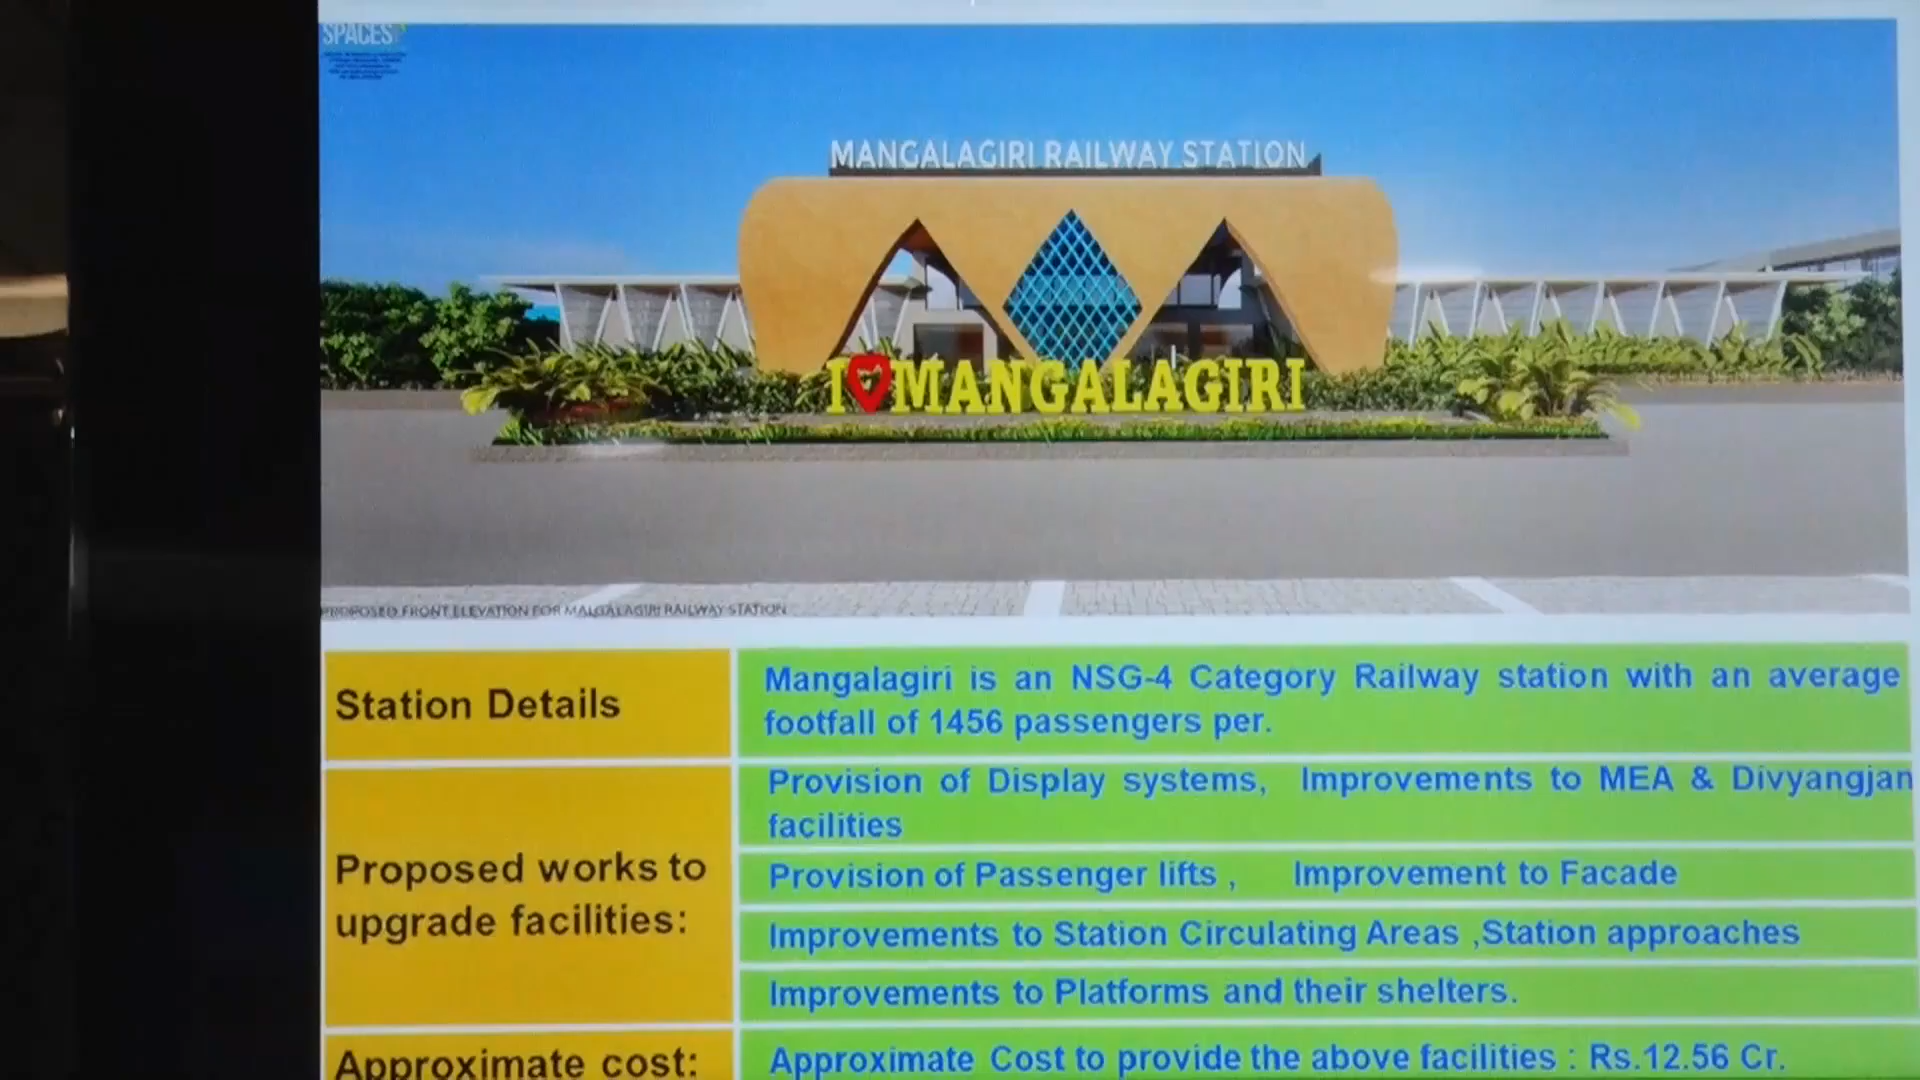 SPACES
MANGALAGIRI RAILWAY STATION
I MANGALAGIRI
PROPOSED FRONT ELEVATION FOR MALGALAGIRI RAILWAY STATION
Station Details
Mangalagiri is an NSG-4 Category Railway station with an average
footfall of 1456 passengers per.
Proposed works to
upgrade facilities:
Provision of Display systems, Improvements to MEA & Divyangjan
facilities
Provision of Passenger lifts , Improvement to Facade
Improvements to Station Circulating Areas ,Station approaches
Improvements to Platforms and their shelters.
Approximate cost:
Approximate Cost to provide the above facilities : Rs.12.56 Cr.